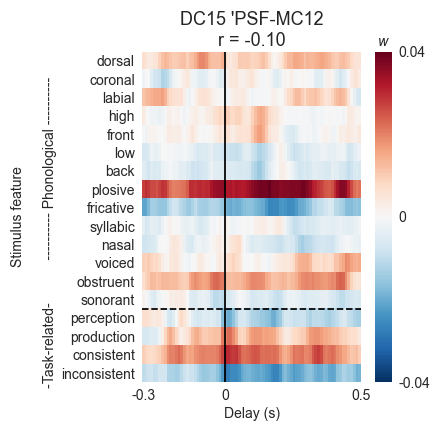 DC15 'PSF-MC12
r = -0.10
w
dorsal
coronal
labial
high
front
low
back
plosive
fricative
syllabic
nasal
voiced
obstruent
sonorant
perception
production
consistent
inconsistent
Stimulus feature
---------- Phonological ----------
-Task-related-
0.04
0
-0.04
-0.3
0
0.5
Delay (s)